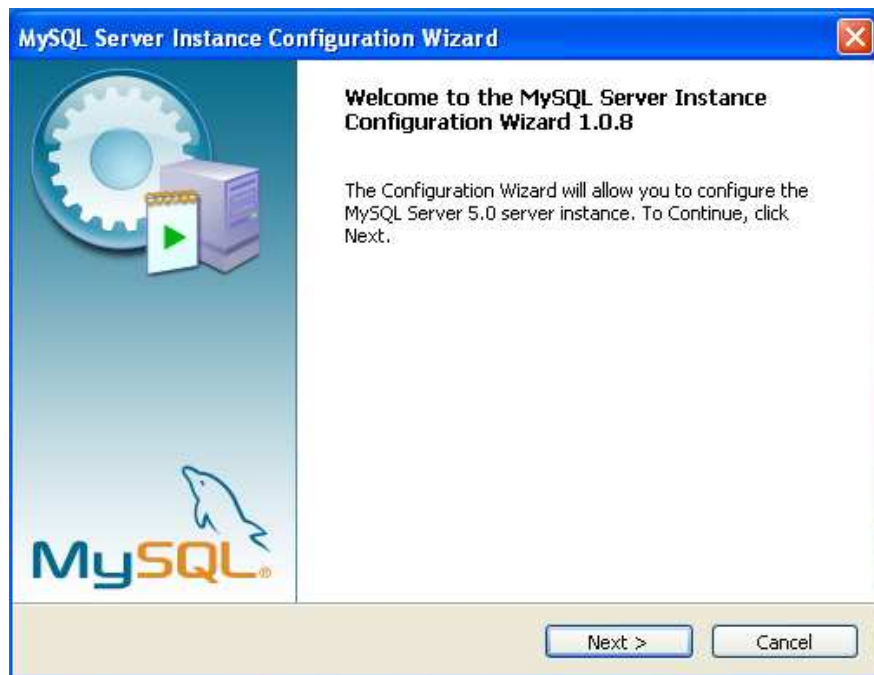 MySQL Server Instance Configuration Wizard
Welcome to the MySQL Server Instance
Configuration Wizard 1.0.8
The Configuration Wizard will allow you to configure the
MySQL Server 5.0 server instance. To Continue, click
Next.
MySQL®
Next >
Cancel